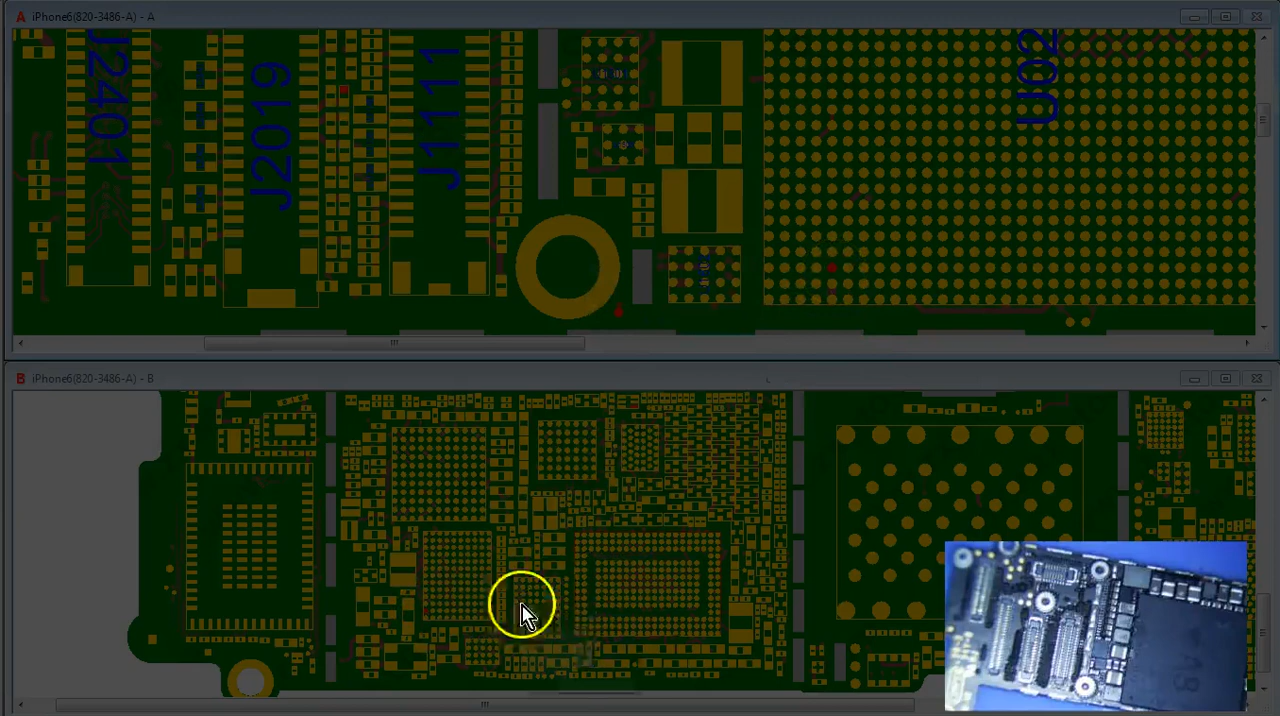 A iPhone6(820-3486-A) - A
J2401
J2019
J1111
U02
B iPhone6(820-3486-A) - B